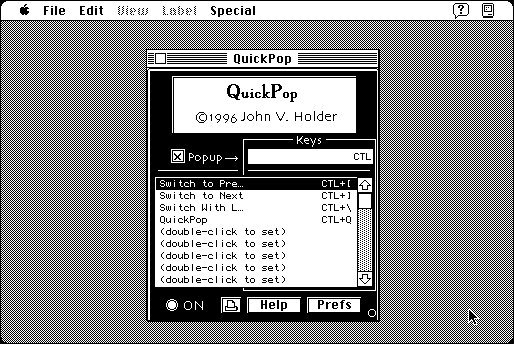 File Edit View Label Special
QuickPop
QuickPop
©1996 John V. Holder
Keys
Popup→
CTL
Switch to Pre… CTL+[
Switch to Next CTL+]
Switch With L… CTL+\
QuickPop CTL+Q
(double-click to set)
(double-click to set)
(double-click to set)
(double-click to set)
(double-click to set)
ON Help Prefs